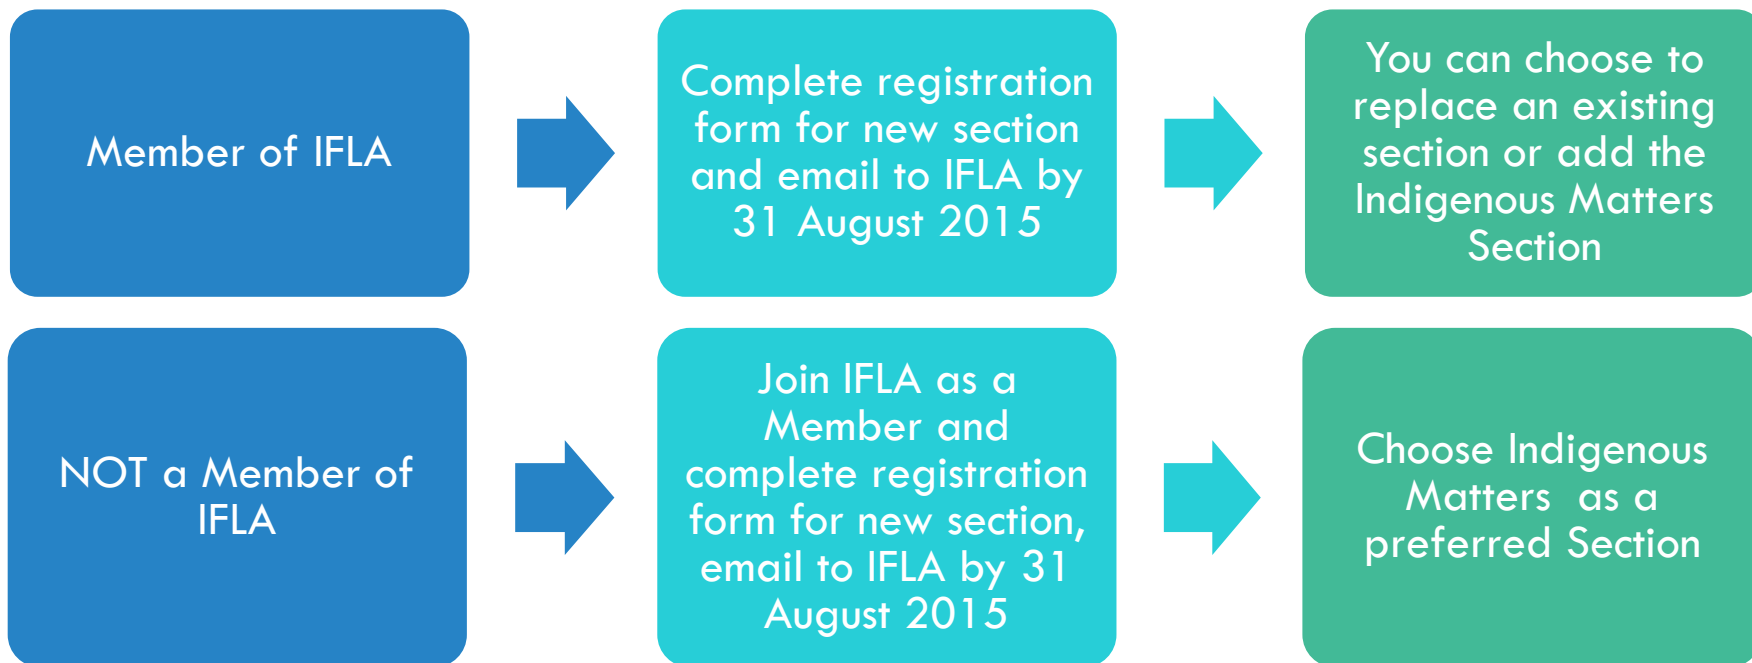 Member of IFLA
Complete registration
form for new section
and email to IFLA by
31 August 2015
You can choose to
replace an existing
section or add the
Indigenous Matters
Section
NOT a Member of
IFLA
Join IFLA as a
Member and
complete registration
form for new section,
email to IFLA by 31
August 2015
Choose Indigenous
Matters  as a
preferred Section